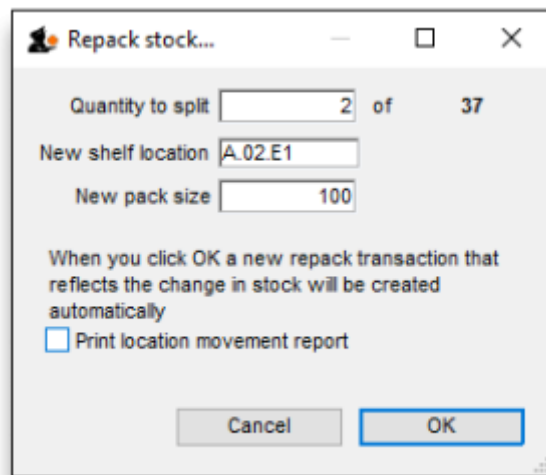 Repack stock...
Quantity to split 2 of 37
New shelf location A.02.E1
New pack size 100
When you click OK a new repack transaction that
reflects the change in stock will be created
automatically
Print location movement report
Cancel OK